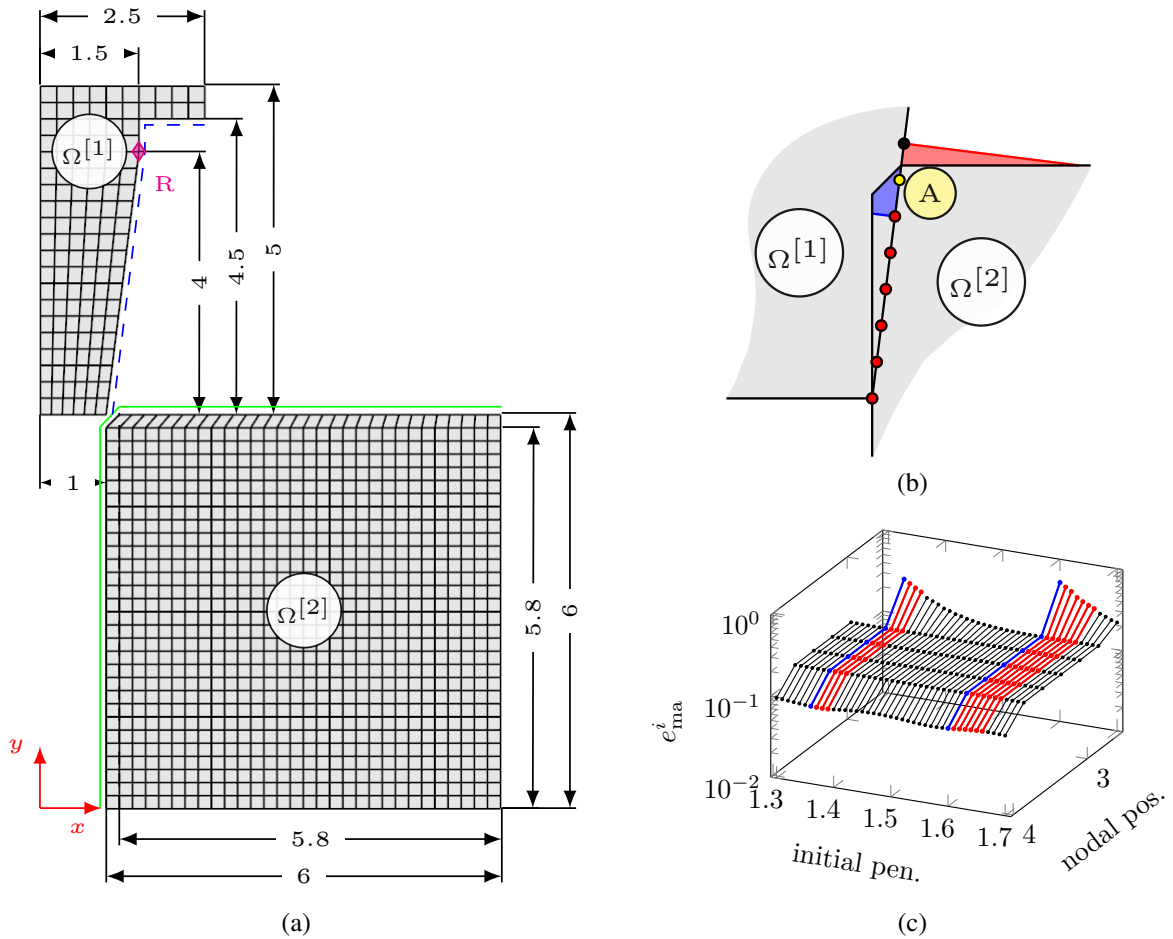 2.5
1.5
Ω[1]
R
4
4.5
5
1
Ω[2]
5.8
6
y
x
5.8
6
(a)
Ω[1]
A
Ω[2]
(b)
10^0
10^-1
10^-2
e^i_ma
1.3
1.4
1.5
1.6
1.7
4
3
initial pen.
nodal pos.
(c)